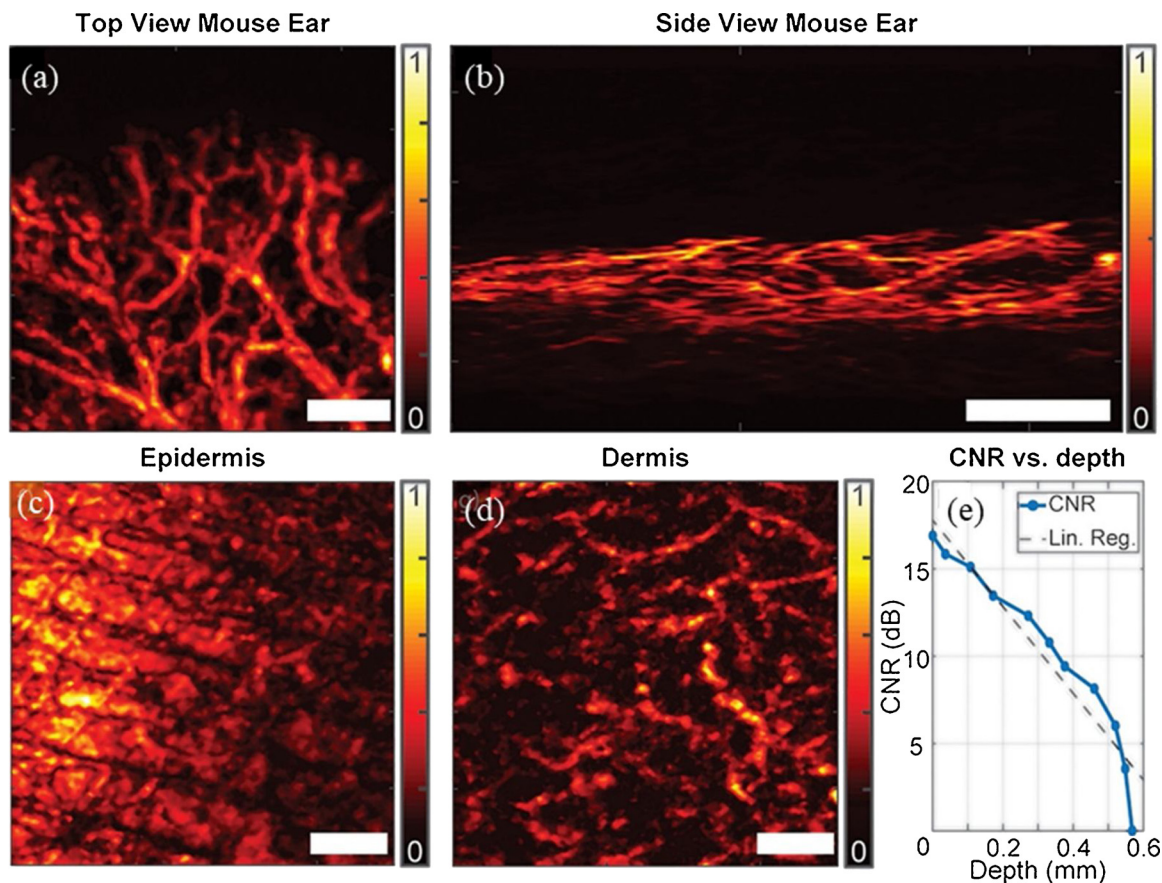 Top View Mouse Ear
Side View Mouse Ear
(a)
1
0
(b)
1
0
Epidermis
Dermis
CNR vs. depth
(c)
1
0
(d)
1
0
(e)
CNR
Lin. Reg.
CNR (dB)
20
15
10
5
0
0
0.2
0.4
0.6
Depth (mm)